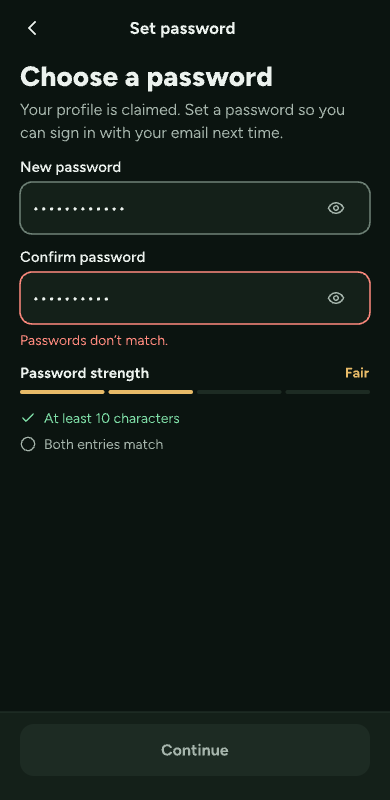 Set password
Choose a password
Your profile is claimed. Set a password so you
can sign in with your email next time.
New password
••••••••••••
Confirm password
••••••••••
Passwords don’t match.
Password strength
Fair
At least 10 characters
Both entries match
Continue